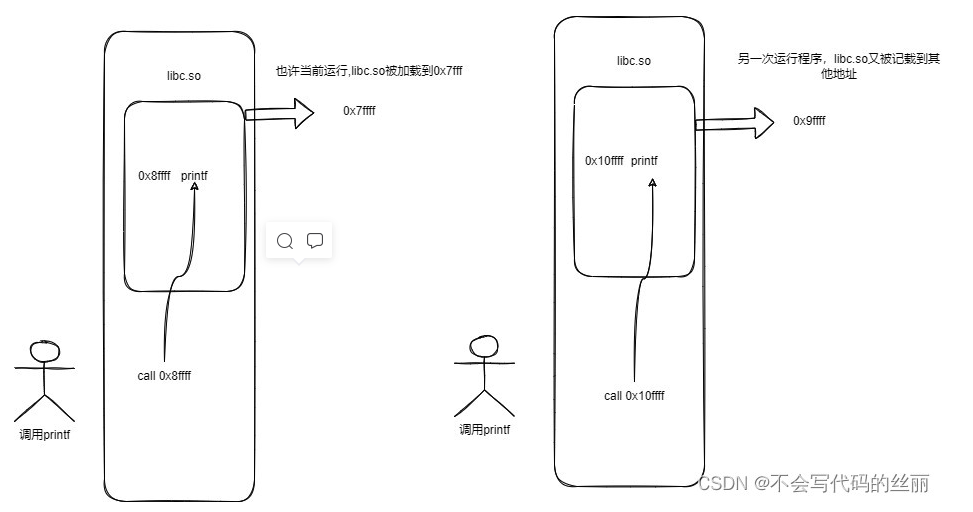 libc.so
也许当前运行,libc.so被加载到0x7fff
0x7ffff
0x8ffff printf
call 0x8ffff
调用printf
libc.so
另一次运行程序，libc.so又被记载到其
他地址
0x9ffff
0x10ffff printf
call 0x10ffff
调用printf
CSDN @不会写代码的丝丽